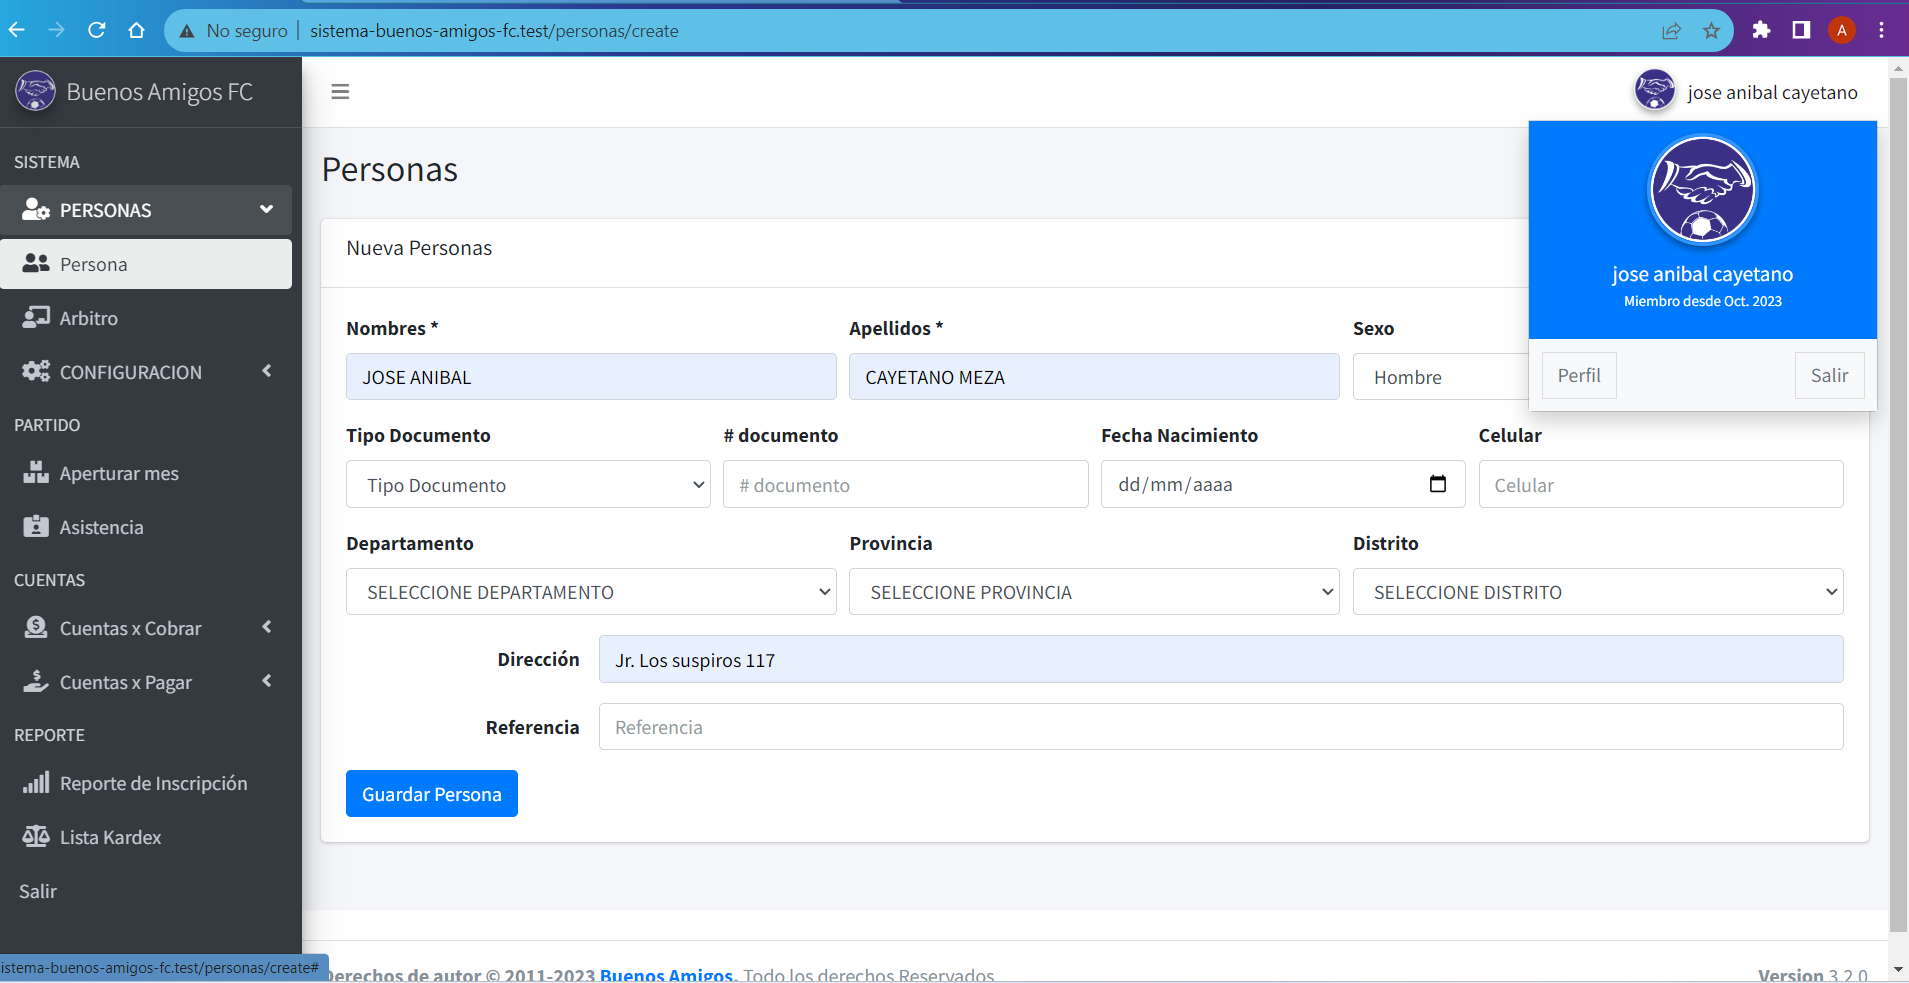 No seguro | sistema-buenos-amigos-fc.test/personas/create
A
Buenos Amigos FC
jose anibal cayetano
SISTEMA
PERSONAS
Persona
Arbitro
CONFIGURACION
PARTIDO
Aperturar mes
Asistencia
CUENTAS
Cuentas x Cobrar
Cuentas x Pagar
REPORTE
Reporte de Inscripción
Lista Kardex
Salir
Personas
Nueva Personas
jose anibal cayetano
Miembro desde Oct. 2023
Perfil Salir
Nombres * Apellidos * Sexo
JOSE ANIBAL CAYETANO MEZA Hombre
Tipo Documento # documento Fecha Nacimiento Celular
Tipo Documento # documento dd/mm/aaaa Celular
Departamento Provincia Distrito
SELECCIONE DEPARTAMENTO SELECCIONE PROVINCIA SELECCIONE DISTRITO
Dirección Jr. Los suspiros 117
Referencia Referencia
Guardar Persona
istema-buenos-amigos-fc.test/personas/create#
Derechos de autor © 2011-2023 Buenos Amigos. Todo los derechos Reservados
Version 3.2.0